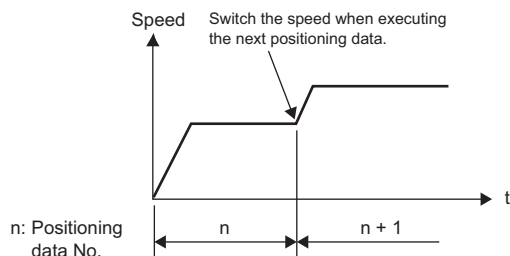 Speed
Switch the speed when executing
the next positioning data.
t
n: Positioning
data No.
n
n + 1